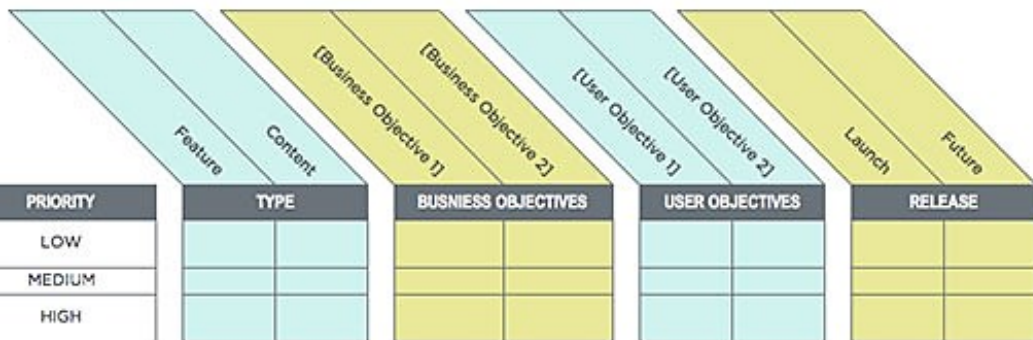 Feature
Content
[Business Objective 1]
[Business Objective 2]
[User Objective 1]
[User Objective 2]
Launch
Future
PRIORITY TYPE BUSNIESS OBJECTIVES USER OBJECTIVES RELEASE
LOW
MEDIUM
HIGH